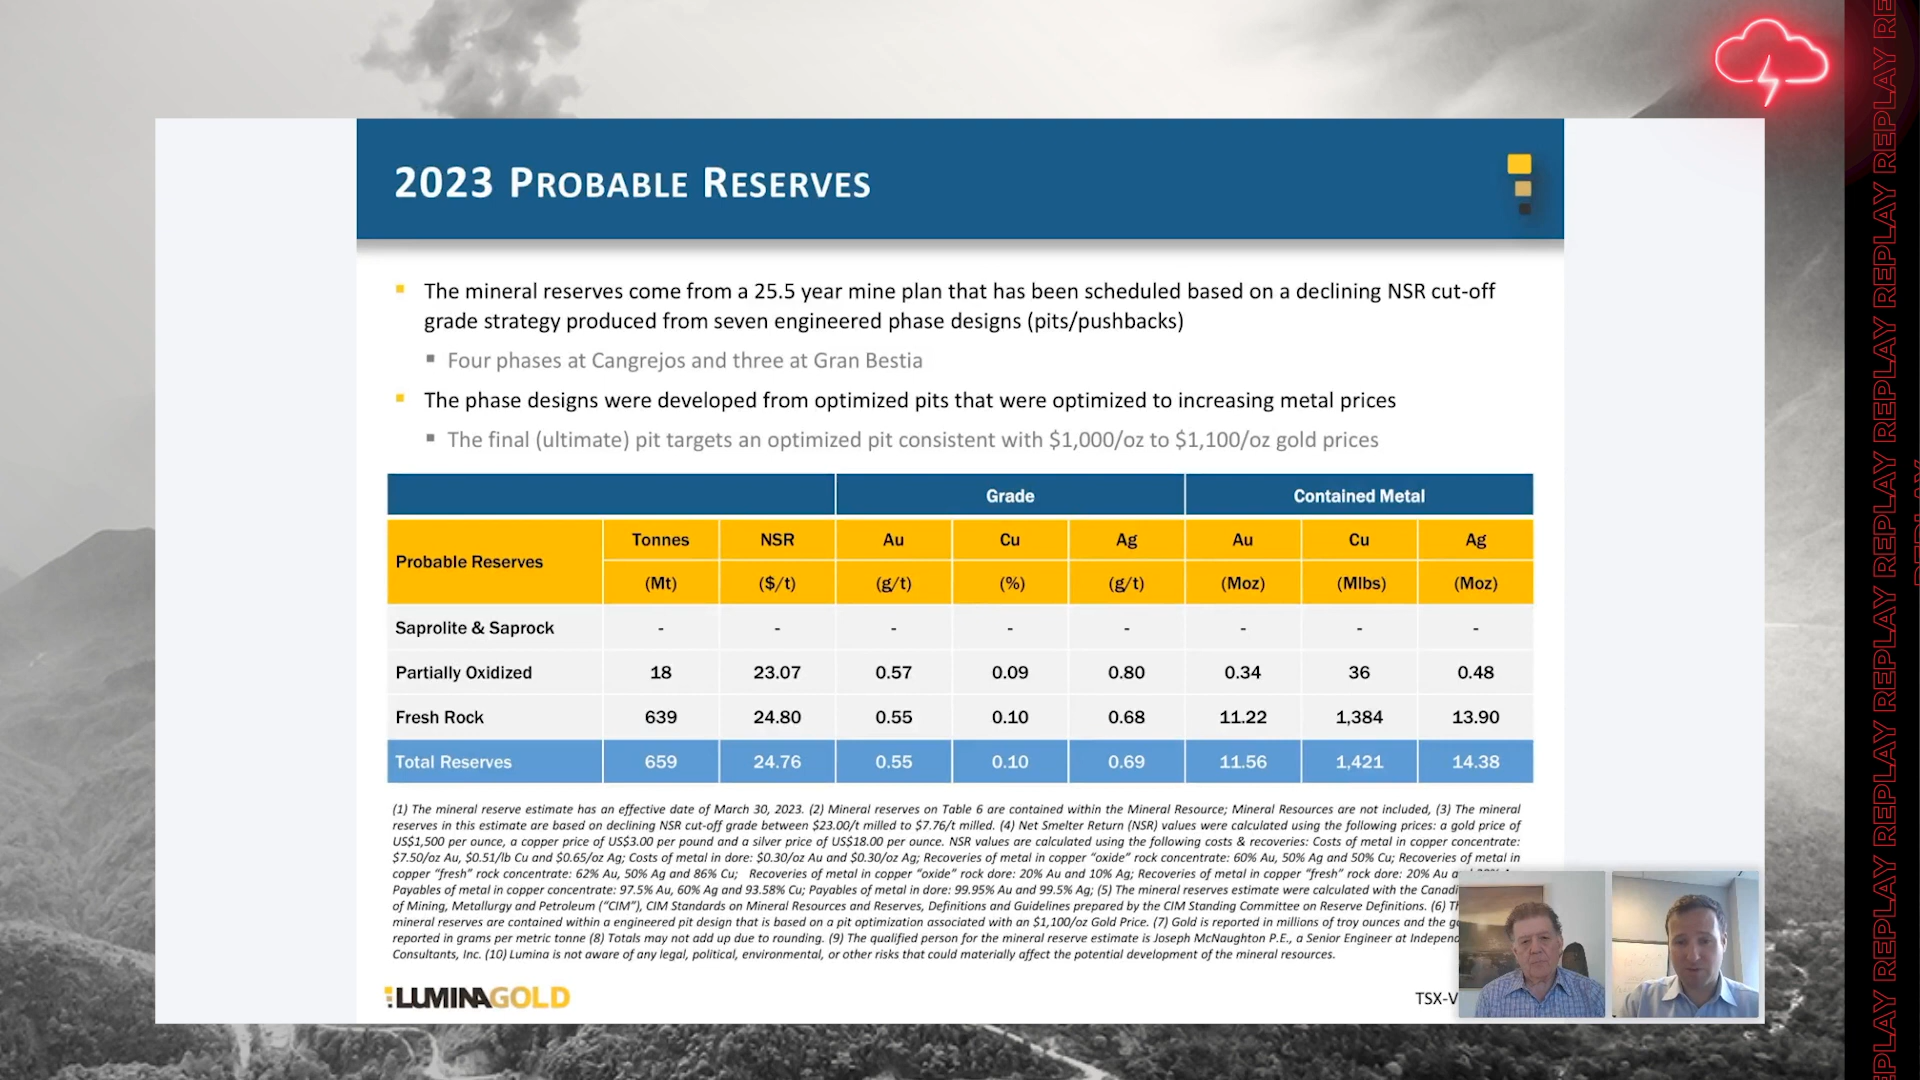 2023 PROBABLE RESERVES
The mineral reserves come from a 25.5 year mine plan that has been scheduled based on a declining NSR cut-off
grade strategy produced from seven engineered phase designs (pits/pushbacks)
Four phases at Cangrejos and three at Gran Bestia
The phase designs were developed from optimized pits that were optimized to increasing metal prices
The final (ultimate) pit targets an optimized pit consistent with $1,000/oz to $1,100/oz gold prices
Grade Contained Metal
Probable Reserves Tonnes NSR Au Cu Ag Au Cu Ag
(Mt) ($/t) (g/t) (%) (g/t) (Moz) (Mlbs) (Moz)
Saprolite & Saprock - - - - - - - -
Partially Oxidized 18 23.07 0.57 0.09 0.80 0.34 36 0.48
Fresh Rock 639 24.80 0.55 0.10 0.68 11.22 1,384 13.90
Total Reserves 659 24.76 0.55 0.10 0.69 11.56 1,421 14.38
(1) The mineral reserve estimate has an effective date of March 30, 2023. (2) Mineral reserves on Table 6 are contained within the Mineral Resource; Mineral Resources are not included, (3) The mineral
reserves in this estimate are based on declining NSR cut-off grade between $23.00/t milled to $7.76/t milled. (4) Net Smelter Return (NSR) values were calculated using the following prices: a gold price of
US$1,500 per ounce, a copper price of US$3.00 per pound and a silver price of US$18.00 per ounce. NSR values are calculated using the following costs & recoveries: Costs of metal in copper concentrate:
$7.50/oz Au, $0.51/lb Cu and $0.65/oz Ag; Costs of metal in dore: $0.30/oz Au and $0.30/oz Ag; Recoveries of metal in copper “oxide” rock concentrate: 60% Au, 50% Ag and 50% Cu; Recoveries of metal in
copper “fresh” rock concentrate: 62% Au, 50% Ag and 86% Cu; Recoveries of metal in copper “oxide” rock dore: 20% Au and 10% Ag; Recoveries of metal in copper “fresh” rock dore: 20% Au
Payables of metal in copper concentrate: 97.5% Au, 60% Ag and 93.58% Cu; Payables of metal in dore: 99.95% Au and 99.5% Ag; (5) The mineral reserves estimate were calculated with the Canadi
of Mining, Metallurgy and Petroleum (“CIM”), CIM Standards on Mineral Resources and Reserves, Definitions and Guidelines prepared by the CIM Standing Committee on Reserve Definitions. (6) Th
mineral reserves are contained within a engineered pit design that is based on a pit optimization associated with an $1,100/oz Gold Price. (7) Gold is reported in millions of troy ounces and the go
reported in grams per metric tonne (8) Totals may not add up due to rounding. (9) The qualified person for the mineral reserve estimate is Joseph McNaughton P.E., a Senior Engineer at Independ
Consultants, Inc. (10) Lumina is not aware of any legal, political, environmental, or other risks that could materially affect the potential development of the mineral resources.
LUMINAGOLD
TSX-V
REPLAY REPLAY REPLAY REPLAY REPLAY REPLAY REPLAY REPLAY